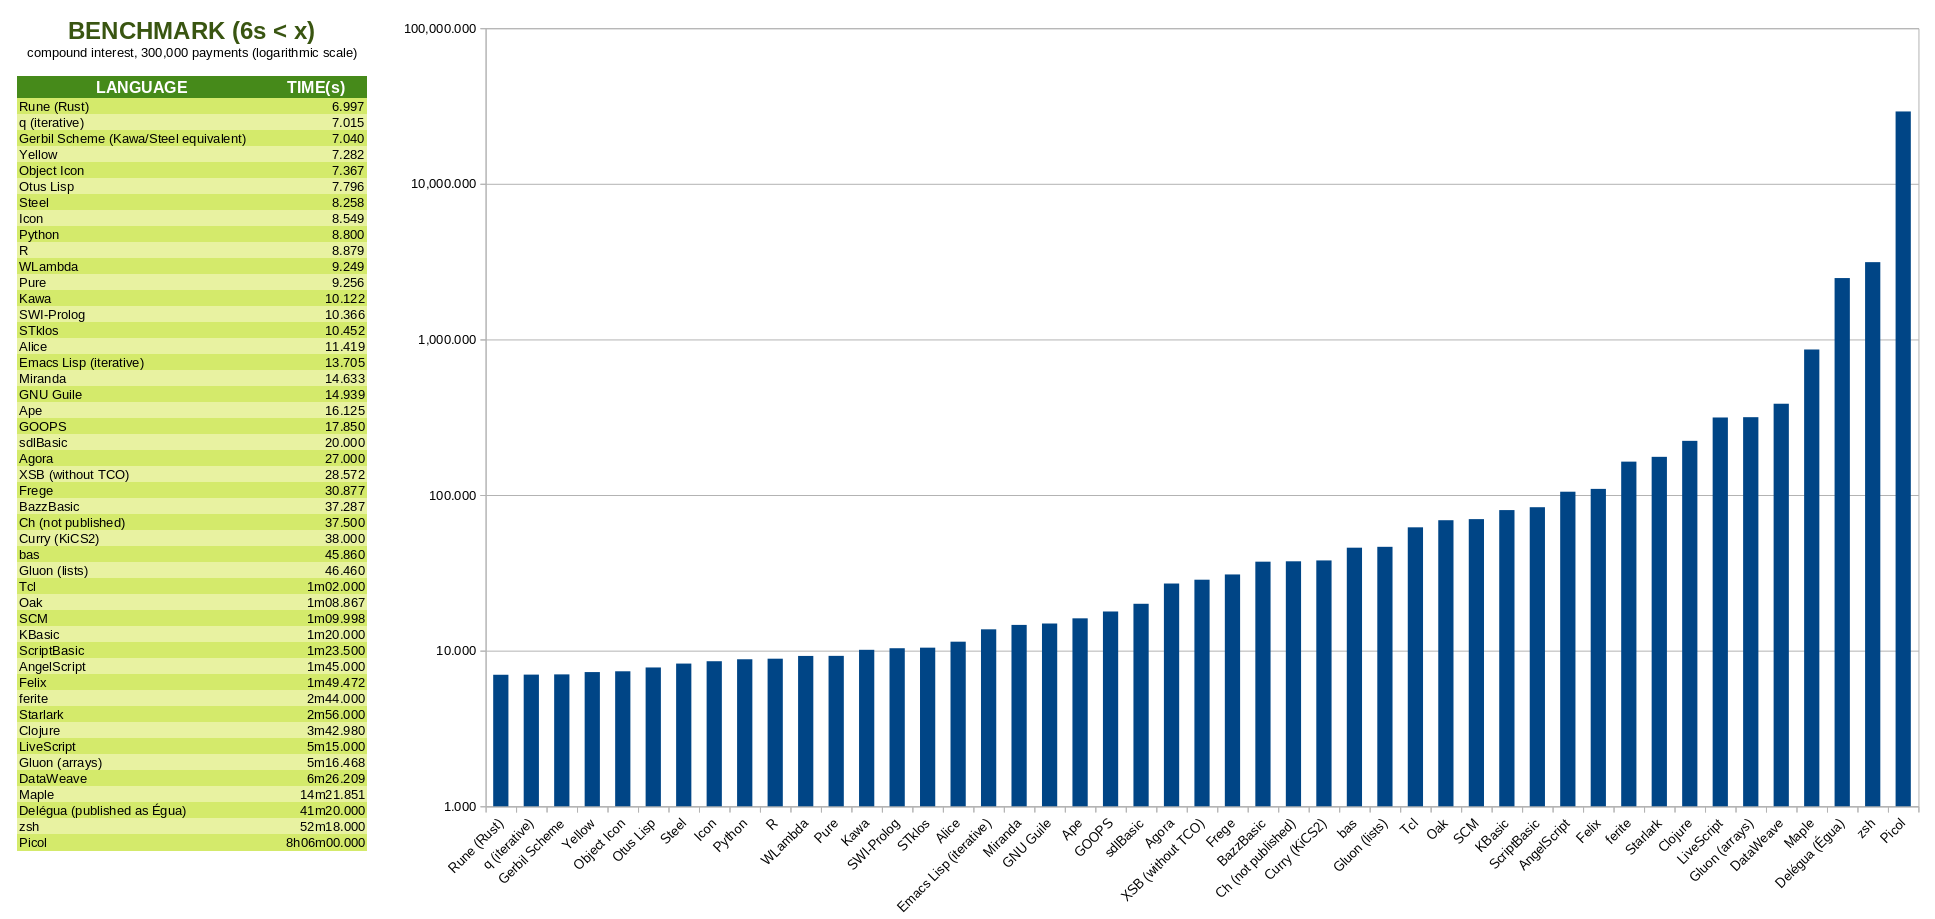 BENCHMARK (6s < x)
compound interest, 300,000 payments (logarithmic scale)
LANGUAGE TIME(s)
Rune (Rust) 6.997
q (iterative) 7.015
Gerbil Scheme (Kawa/Steel equivalent) 7.040
Yellow 7.282
Object Icon 7.367
Otus Lisp 7.796
Steel 8.258
Icon 8.549
Python 8.800
R 8.879
WLambda 9.249
Pure 9.256
Kawa 10.122
SWI-Prolog 10.366
STklos 10.452
Alice 11.419
Emacs Lisp (iterative) 13.705
Miranda 14.633
GNU Guile 14.939
Ape 16.125
GOOPS 17.850
sdlBasic 20.000
Agora 27.000
XSB (without TCO) 28.572
Frege 30.877
BazzBasic 37.287
Ch (not published) 37.500
Curry (KiCS2) 38.000
bas 45.860
Gluon (lists) 46.460
Tcl 1m02.000
Oak 1m08.867
SCM 1m09.998
KBasic 1m20.000
ScriptBasic 1m23.500
AngelScript 1m45.000
Felix 1m49.472
ferite 2m44.000
Starlark 2m56.000
Clojure 3m42.980
LiveScript 5m15.000
Gluon (arrays) 5m16.468
DataWeave 6m26.209
Maple 14m21.851
Delégua (published as Égua) 41m20.000
zsh 52m18.000
Picol 8h06m00.000
100,000.000
10,000.000
1,000.000
100.000
10.000
1.000
Rune (Rust)
q (iterative)
Gerbil Scheme
Yellow
Object Icon
Otus Lisp
Steel
Icon
Python
R
WLambda
Pure
Kawa
SWI-Prolog
STklos
Alice
Emacs Lisp (iterative)
Miranda
GNU Guile
Ape
GOOPS
sdlBasic
Agora
XSB (without TCO)
Frege
BazzBasic
Ch (not published)
Curry (KiCS2)
bas
Gluon (lists)
Tcl
Oak
SCM
KBasic
ScriptBasic
AngelScript
Felix
ferite
Starlark
Clojure
LiveScript
Gluon (arrays)
DataWeave
Maple
Delégua (Égua)
zsh
Picol